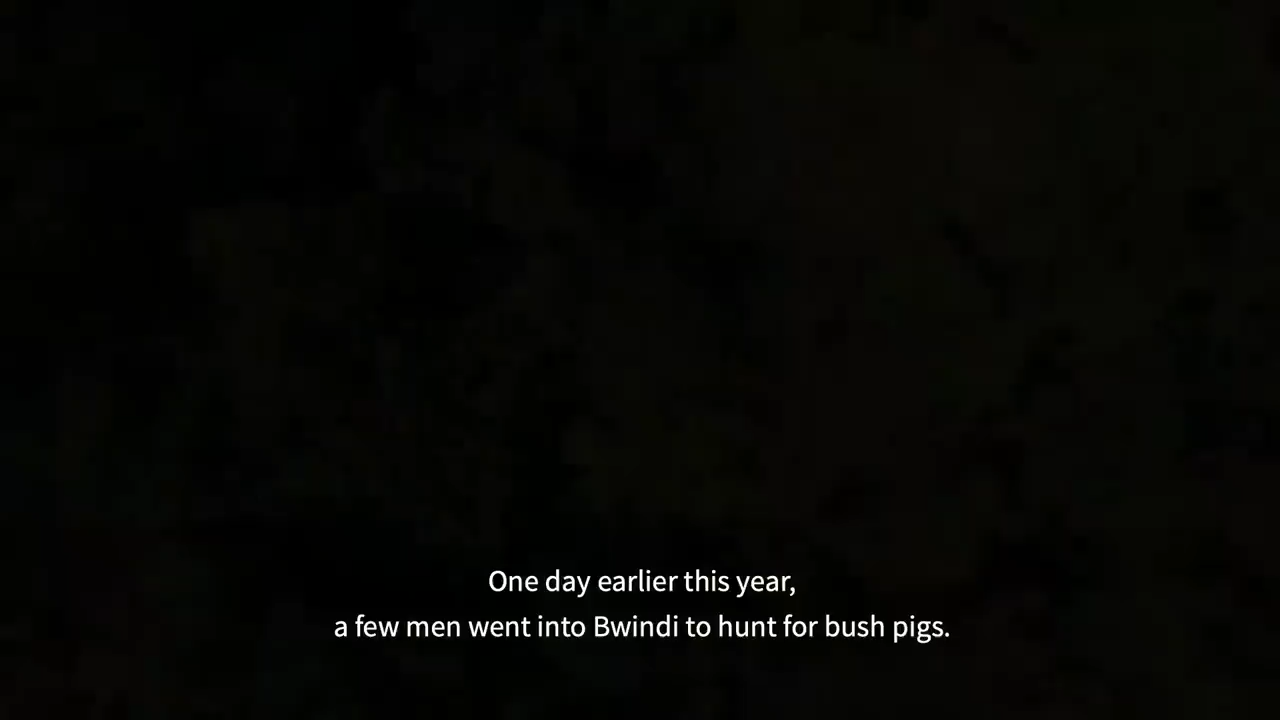 One day earlier this year,
a few men went into Bwindi to hunt for bush pigs.